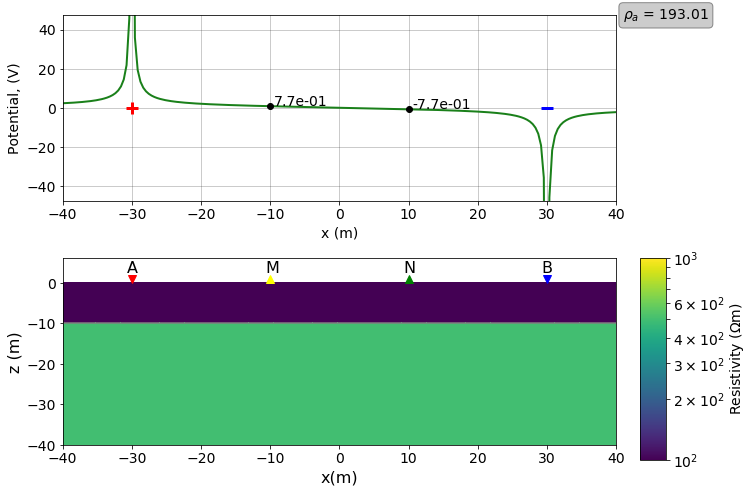 ρₐ = 193.01
Potential, (V)
40
20
0
−20
−40
7.7e-01
-7.7e-01
−40 −30 −20 −10 0 10 20 30 40
x (m)
A M N B
z (m)
0
−10
−20
−30
−40
−40 −30 −20 −10 0 10 20 30 40
x(m)
10³
6 × 10²
4 × 10²
3 × 10²
2 × 10²
10²
Resistivity (Ωm)